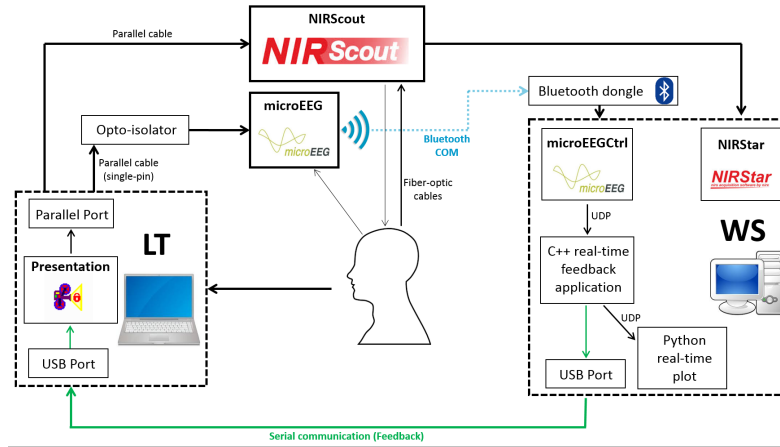 Parallel cable
NIRScout
NIRScout
microEEG
microEEG
Bluetooth dongle
Opto-isolator
Bluetooth
COM
Parallel cable
(single-pin)
Fiber-optic
cables
microEEGCtrl
microEEG
NIRStar
NIRStar
UDP
Parallel Port
LT
WS
Presentation
C++ real-time
feedback
application
UDP
USB Port
USB Port
Python
real-time
plot
Serial communication (Feedback)